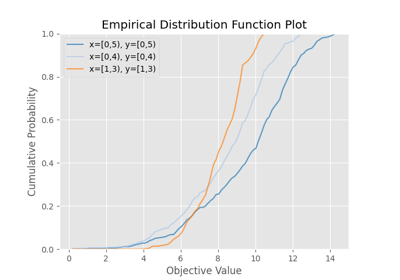 Empirical Distribution Function Plot
1.0
x=[0,5), y=[0,5)
x=[0,4), y=[0,4)
x=[1,3), y=[1,3)
0.8
0.6
0.4
0.2
0.0
Cumulative Probability
0 2 4 6 8 10 12 14
Objective Value